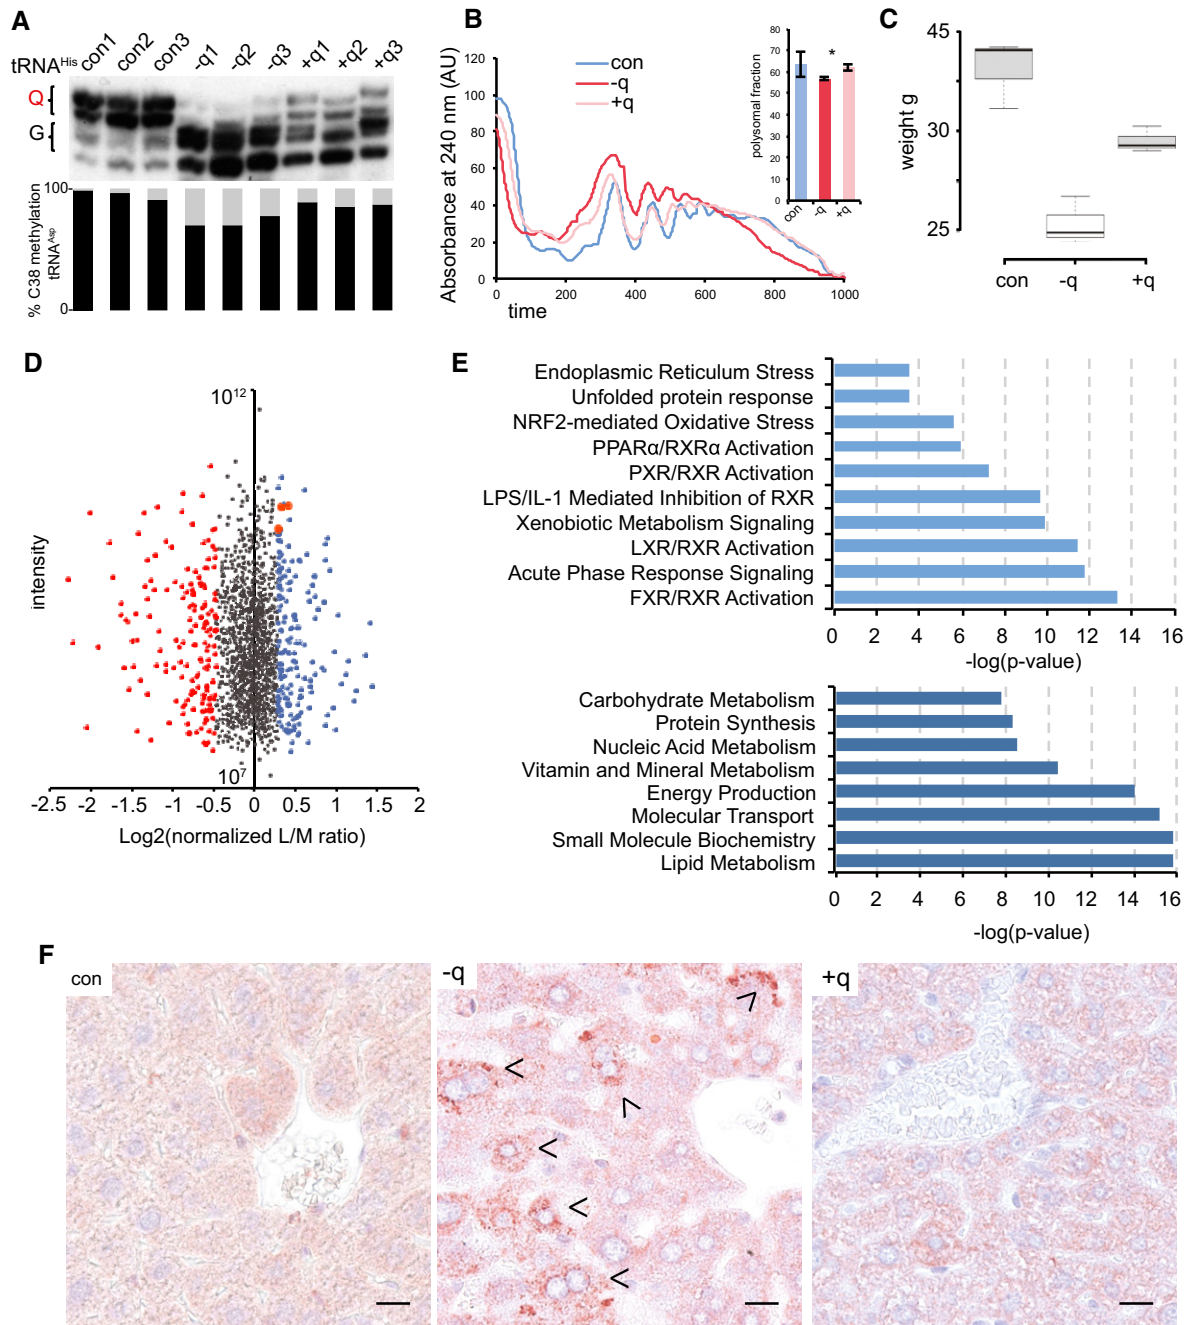 A
tRNAHis
con1 con2 con3 -q1 -q2 -q3 +q1 +q2 +q3
Q
G
% C38 methylation
tRNAAsp
100
0
B
Absorbance at 240 nm (AU)
120
100
80
60
40
20
0
0 200 400 600 800 1000
time
con
-q
+q
polysomal fraction
80
70
60
50
40
30
20
10
0
*
con -q +q
C
weight g
45
30
25
con -q +q
D
intensity
10^12
10^7
-2.5 -2 -1.5 -1 -0.5 0 0.5 1 1.5 2
Log2(normalized L/M ratio)
E
Endoplasmic Reticulum Stress
Unfolded protein response
NRF2-mediated Oxidative Stress
PPARα/RXRα Activation
PXR/RXR Activation
LPS/IL-1 Mediated Inhibition of RXR
Xenobiotic Metabolism Signaling
LXR/RXR Activation
Acute Phase Response Signaling
FXR/RXR Activation
0 2 4 6 8 10 12 14 16
-log(p-value)
Carbohydrate Metabolism
Protein Synthesis
Nucleic Acid Metabolism
Vitamin and Mineral Metabolism
Energy Production
Molecular Transport
Small Molecule Biochemistry
Lipid Metabolism
0 2 4 6 8 10 12 14 16
-log(p-value)
F
con
-q
+q